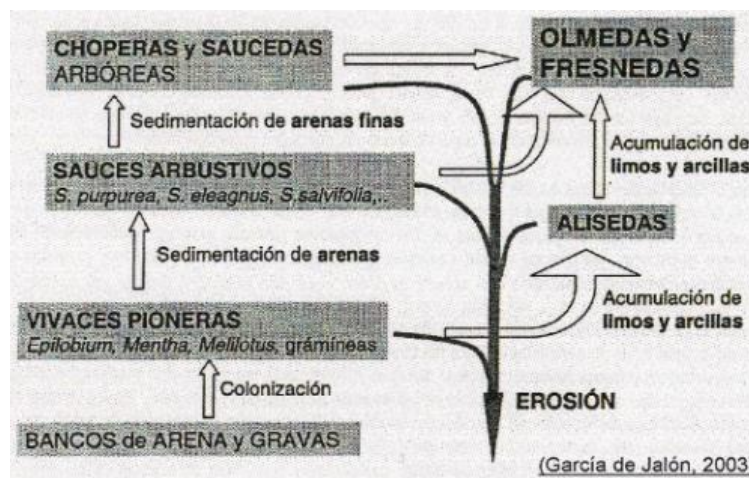 CHOPERAS y SAUCEDAS
ARBÓREAS
OLMEDAS y
FRESNEDAS
Sedimentación de arenas finas
Acumulación de
limos y arcillas
SAUCES ARBUSTIVOS
S. purpurea, S. eleagnus, S.salvifolia,..
ALISEDAS
Sedimentación de arenas
Acumulación de
limos y arcillas
VIVACES PIONERAS
Epilobium, Mentha, Melilotus, grámíneas
Colonización
EROSIÓN
BANCOS de ARENA y GRAVAS
(García de Jalón, 2003